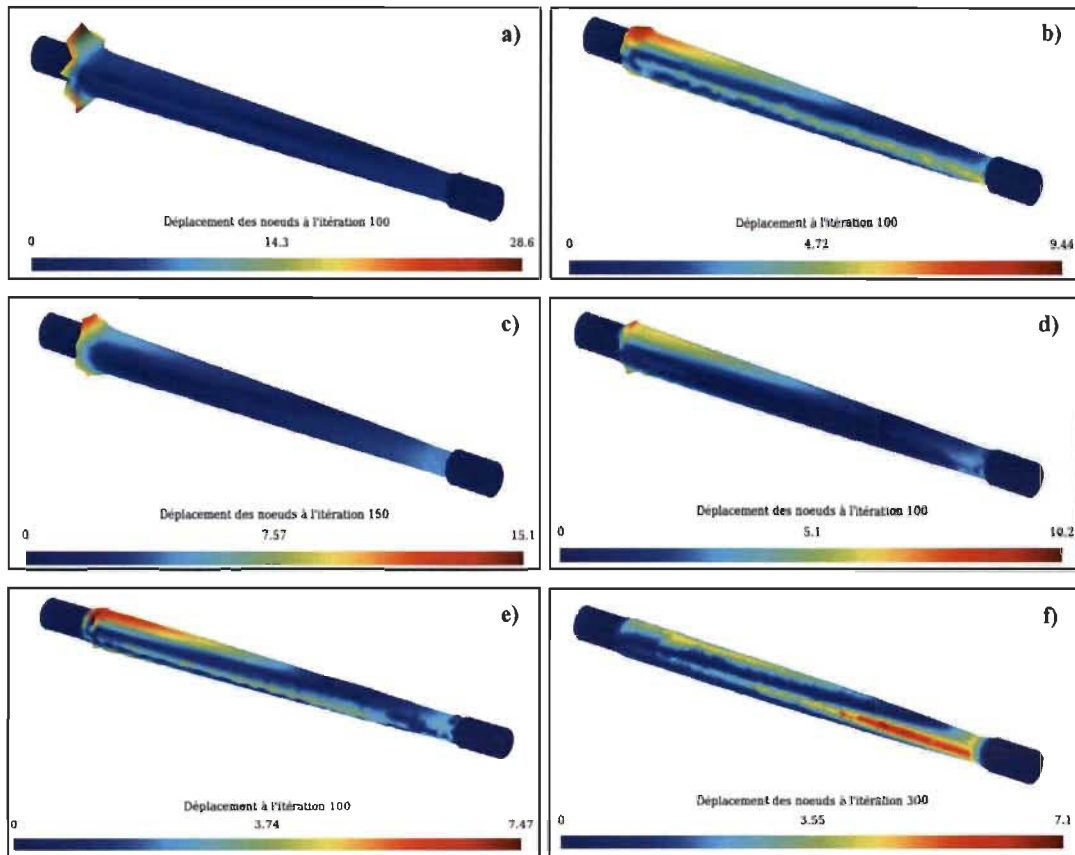 a)
Déplacement des noeuds à l'itération 100
0 14.3 28.6
b)
Déplacement à l'itération 100
0 4.72 9.44
c)
Déplacement des noeuds à l'itération 150
0 7.57 15.1
d)
Déplacement des noeuds à l'itération 100
0 5.1 10.2
e)
Déplacement à l'itération 100
0 3.74 7.47
f)
Déplacement des noeuds à l'itération 300
0 3.55 7.1